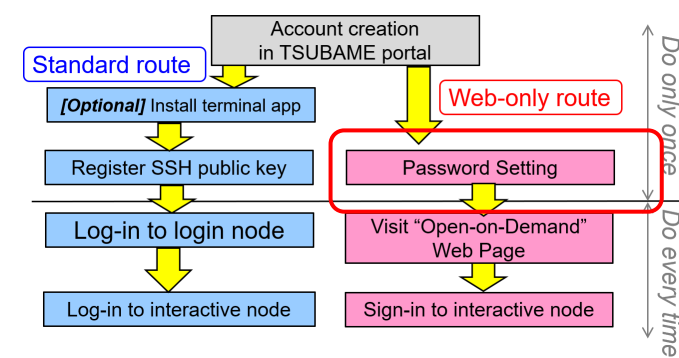 Account creation
in TSUBAME portal
Standard route
Web-only route
[Optional] Install terminal app
Register SSH public key
Password Setting
Do only once
Log-in to login node
Visit “Open-on-Demand”
Web Page
Log-in to interactive node
Sign-in to interactive node
Do every time